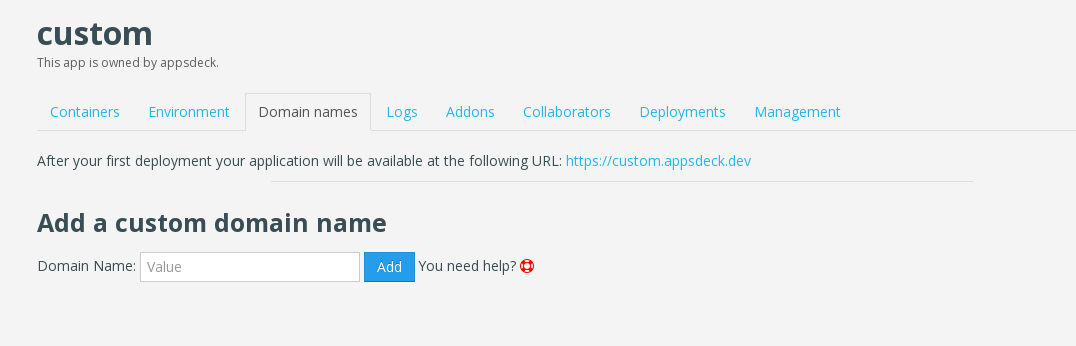 custom
This app is owned by appsdeck.
Containers Environment Domain names Logs Addons Collaborators Deployments Management
After your first deployment your application will be available at the following URL: https://custom.appsdeck.dev
Add a custom domain name
Domain Name: Value Add You need help?